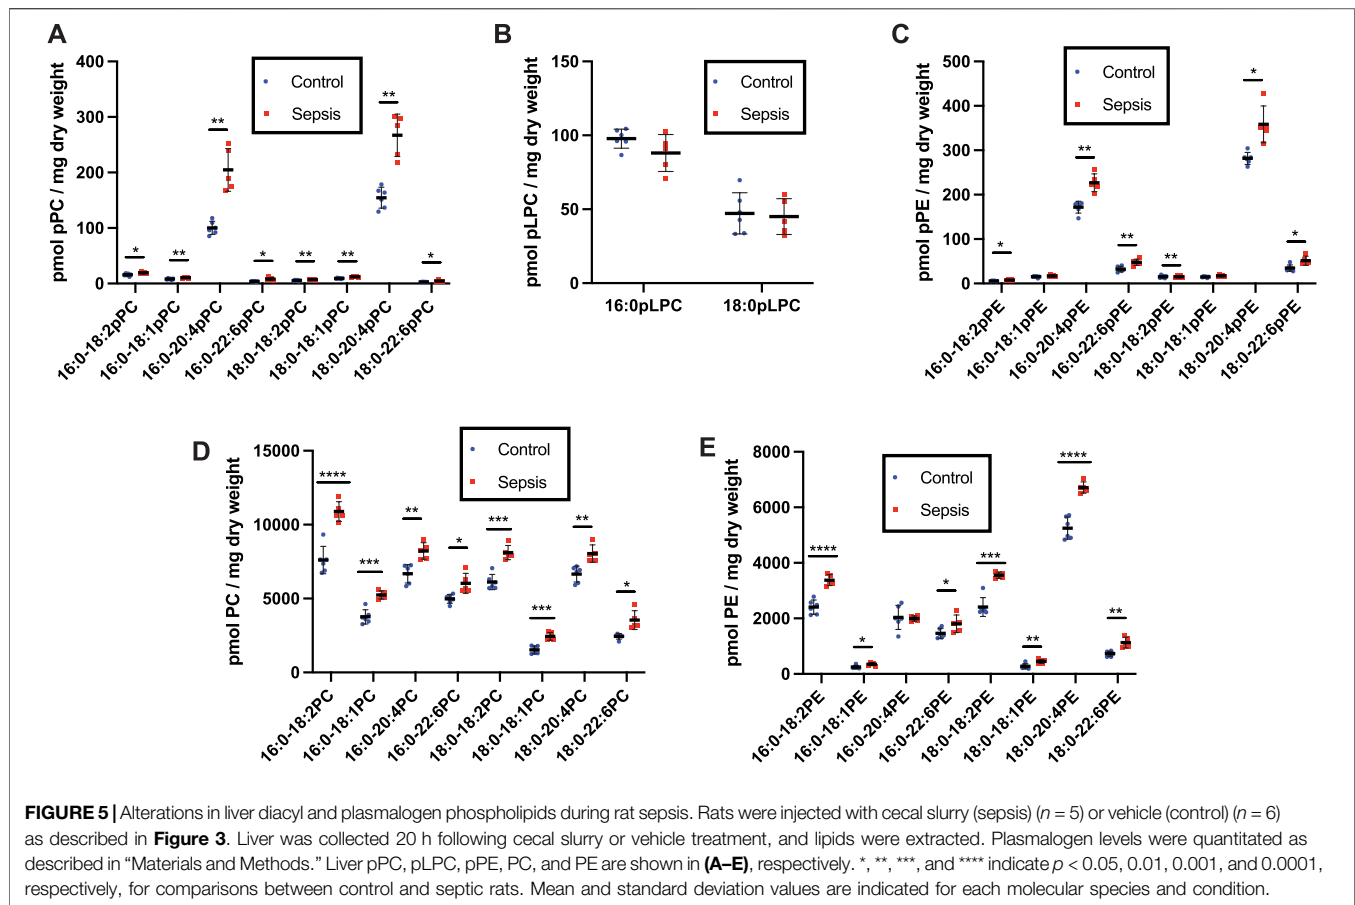 A
pmol pPC / mg dry weight
400
300
200
100
0
Control
Sepsis
*
**
**
*
**
**
**
*
16:0-18:2pPC
16:0-18:1pPC
16:0-20:4pPC
16:0-22:6pPC
18:0-18:2pPC
18:0-18:1pPC
18:0-20:4pPC
18:0-22:6pPC
B
pmol pLPC / mg dry weight
150
100
50
0
Control
Sepsis
16:0pLPC
18:0pLPC
C
pmol pPE / mg dry weight
500
400
300
200
100
0
Control
Sepsis
*
**
**
**
*
*
16:0-18:2pPE
16:0-18:1pPE
16:0-20:4pPE
16:0-22:6pPE
18:0-18:2pPE
18:0-18:1pPE
18:0-20:4pPE
18:0-22:6pPE
D
pmol PC / mg dry weight
15000
10000
5000
0
Control
Sepsis
****
***
**
*
***
***
**
*
16:0-18:2PC
16:0-18:1PC
16:0-20:4PC
16:0-22:6PC
18:0-18:2PC
18:0-18:1PC
18:0-20:4PC
18:0-22:6PC
E
pmol PE / mg dry weight
8000
6000
4000
2000
0
Control
Sepsis
****
*
*
***
**
****
**
16:0-18:2PE
16:0-18:1PE
16:0-20:4PE
16:0-22:6PE
18:0-18:2PE
18:0-18:1PE
18:0-20:4PE
18:0-22:6PE
FIGURE 5 | Alterations in liver diacyl and plasmalogen phospholipids during rat sepsis. Rats were injected with cecal slurry (sepsis) (n = 5) or vehicle (control) (n = 6)
as described in Figure 3. Liver was collected 20 h following cecal slurry or vehicle treatment, and lipids were extracted. Plasmalogen levels were quantitated as
described in “Materials and Methods.” Liver pPC, pLPC, pPE, PC, and PE are shown in (A–E), respectively. *, **, ***, and **** indicate p < 0.05, 0.01, 0.001, and 0.0001,
respectively, for comparisons between control and septic rats. Mean and standard deviation values are indicated for each molecular species and condition.